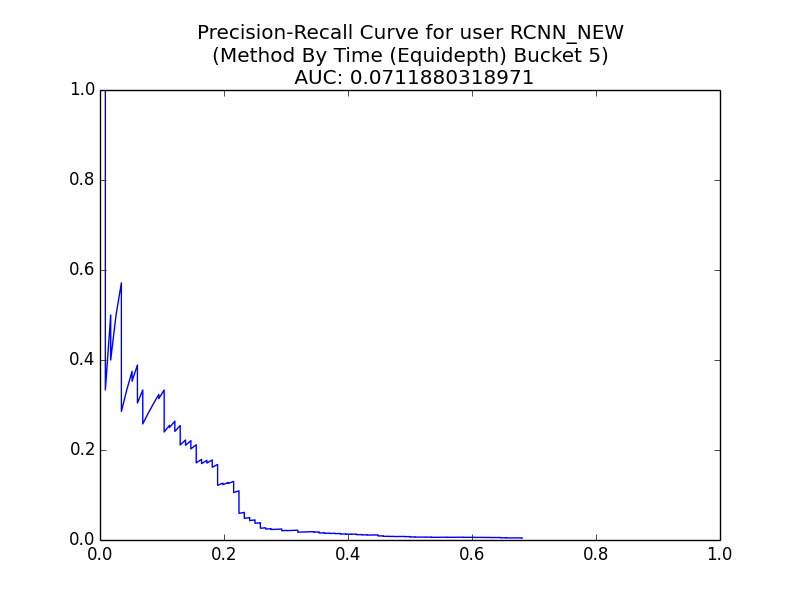 Precision-Recall Curve for user RCNN_NEW
(Method By Time (Equidepth) Bucket 5)
AUC: 0.0711880318971
1.0
0.8
0.6
0.4
0.2
0.0
0.0 0.2 0.4 0.6 0.8 1.0